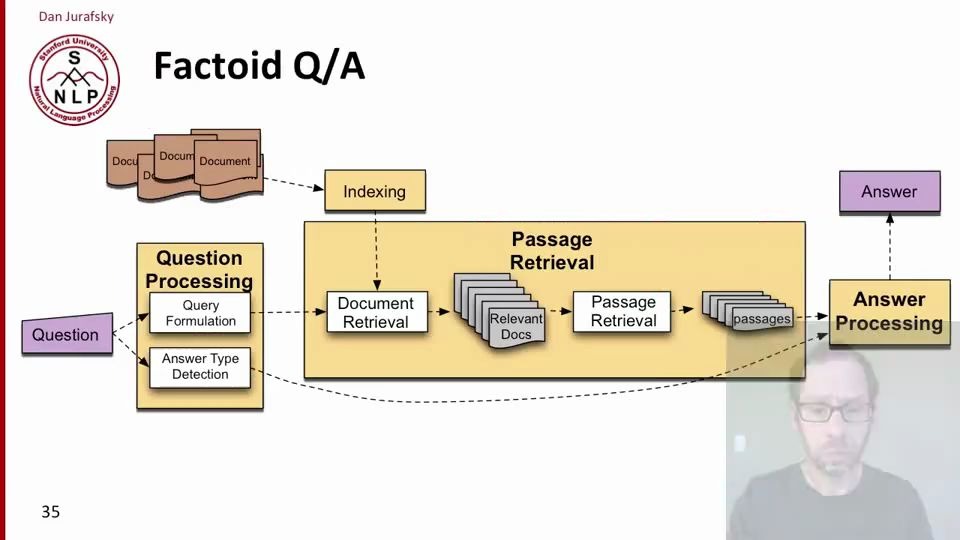 Dan Jurafsky
Stanford University
S
NLP
Natural Language Processing
Factoid Q/A
Docu
Docum
Document
Indexing
Answer
Question
Processing
Passage
Retrieval
Query
Formulation
Document
Retrieval
Relevant
Docs
Passage
Retrieval
passages
Answer
Processing
Question
Answer Type
Detection
35